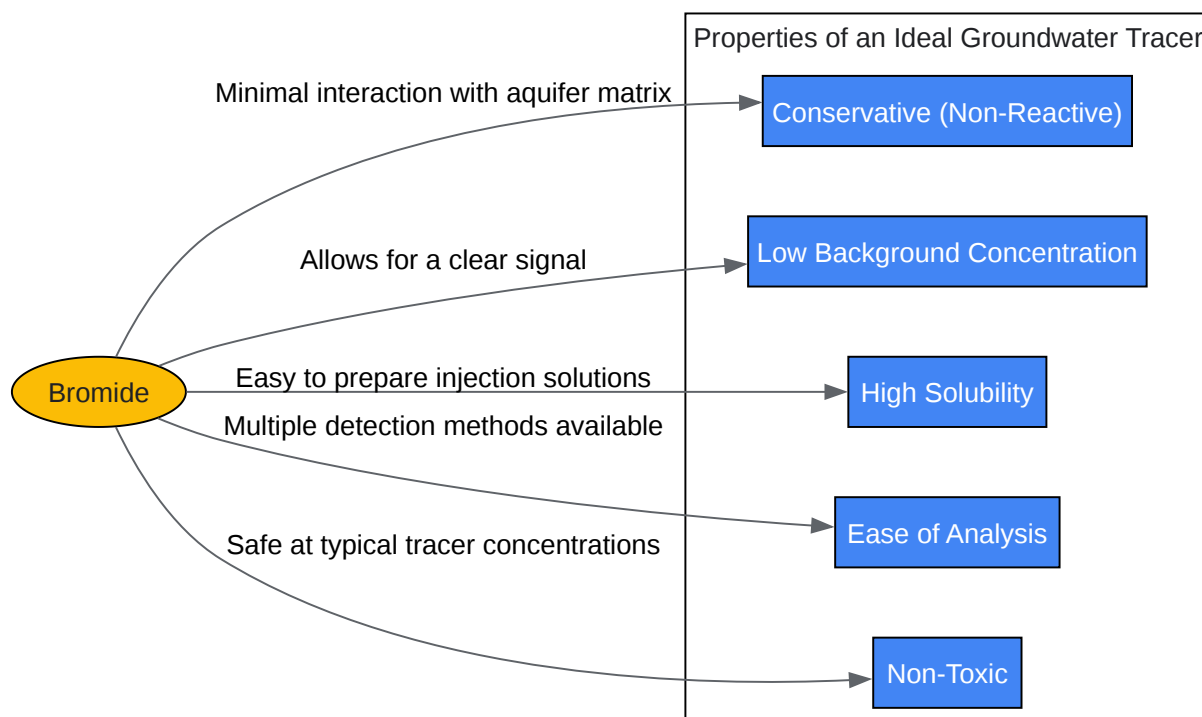 Properties of an Ideal Groundwater Tracer
Minimal interaction with aquifer matrix
Conservative (Non-Reactive)
Allows for a clear signal
Low Background Concentration
Bromide
Easy to prepare injection solutions
High Solubility
Multiple detection methods available
Ease of Analysis
Safe at typical tracer concentrations
Non-Toxic